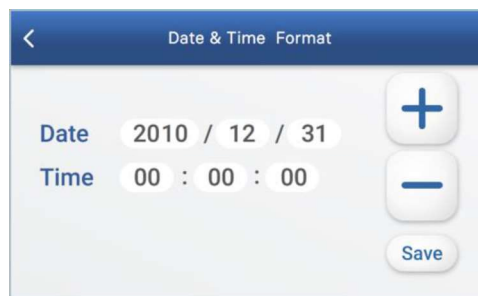 Date & Time Format
Date 2010 / 12 / 31
Time 00 : 00 : 00
Save